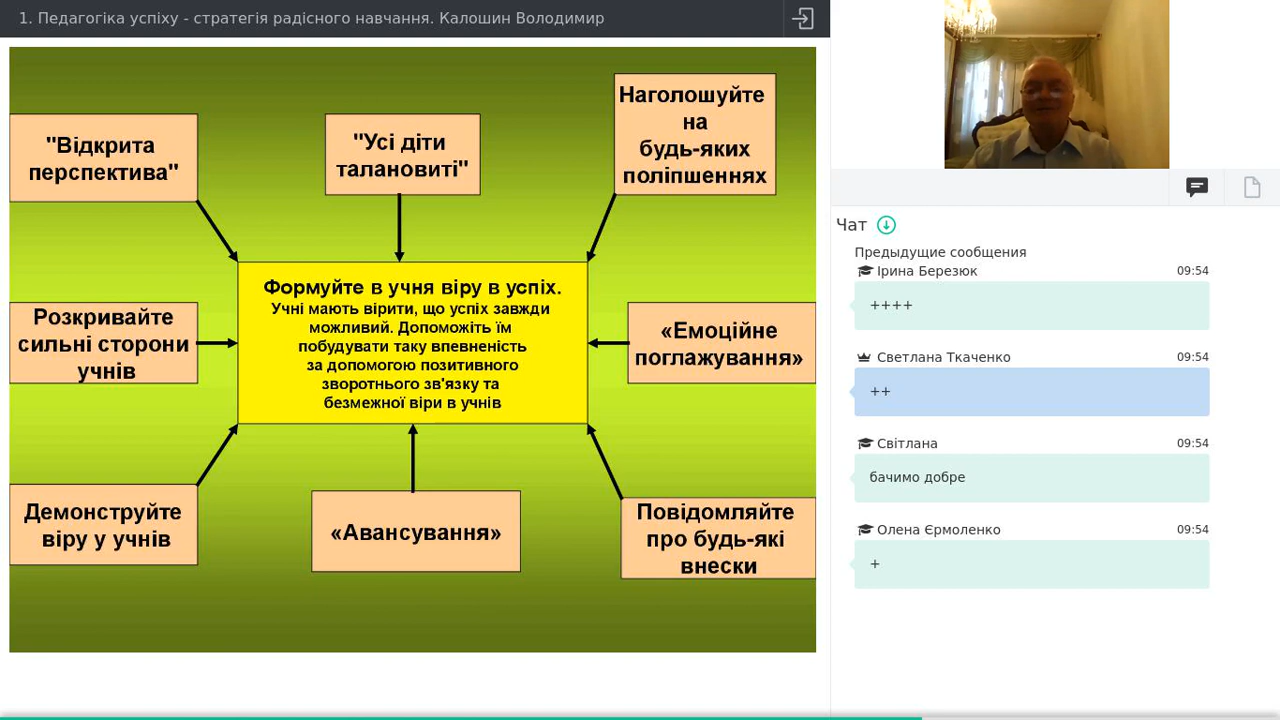 1. Педагогіка успіху - стратегія радісного навчання. Калошин Володимир
"Відкрита
перспектива"
"Усі діти
талановиті"
Наголошуйте
на
будь-яких
поліпшеннях
Розкривайте
сильні сторони
учнів
Формуйте в учня віру в успіх.
Учні мають вірити, що успіх завжди
можливий. Допоможіть їм
побудувати таку впевненість
за допомогою позитивного
зворотнього зв'язку та
безмежної віри в учнів
«Емоційне
поглажування»
Демонструйте
віру у учнів
«Авансування»
Повідомляйте
про будь-які
внески
Чат
Предыдущие сообщения
Ірина Березюк 09:54
++++
Светлана Ткаченко 09:54
++
Світлана 09:54
бачимо добре
Олена Єрмоленко 09:54
+